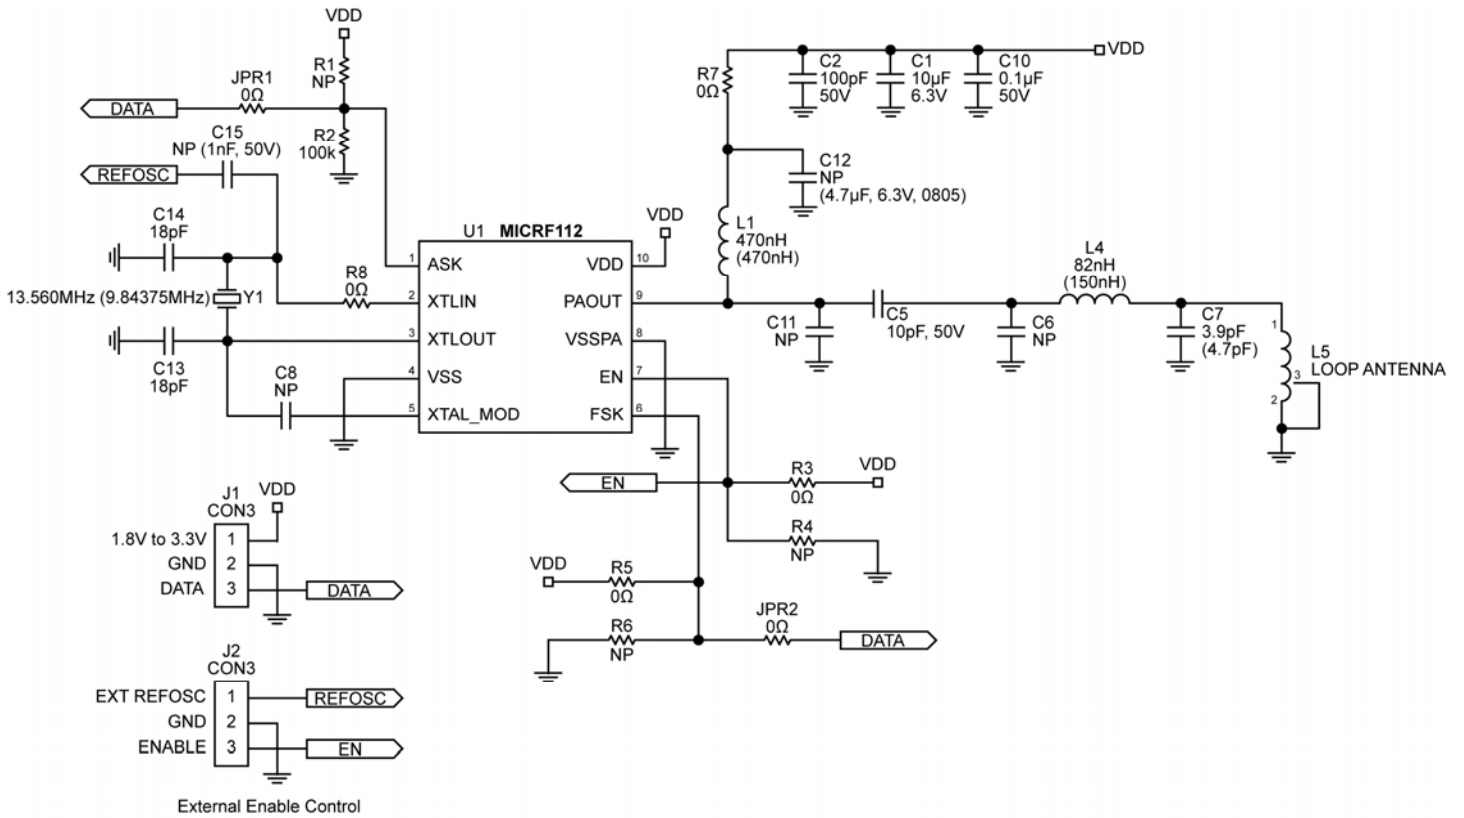 VDD
R1
NP
JPR1
0Ω
DATA
R2
100k
C15
NP (1nF, 50V)
REFOSC
C14
18pF
13.560MHz (9.84375MHz)
Y1
R8
0Ω
C13
18pF
C8
NP
U1 MICRF112
1
ASK
2
XTLIN
3
XTLOUT
4
VSS
5
XTAL_MOD
VDD
10
PAOUT
9
VSSPA
8
EN
7
FSK
6
VDD
R7
0Ω
C2
100pF
50V
C1
10µF
6.3V
C10
0.1µF
50V
VDD
C12
NP
(4.7µF, 6.3V, 0805)
L1
470nH
(470nH)
C11
NP
C5
10pF, 50V
C6
NP
L4
82nH
(150nH)
C7
3.9pF
(4.7pF)
1
3
2
L5
LOOP ANTENNA
EN
R3
0Ω
VDD
R4
NP
VDD
R5
0Ω
R6
NP
JPR2
0Ω
DATA
J1
CON3
VDD
1.8V to 3.3V
1
GND
2
DATA
3
DATA
J2
CON3
EXT REFOSC
1
REFOSC
GND
2
ENABLE
3
EN
External Enable Control